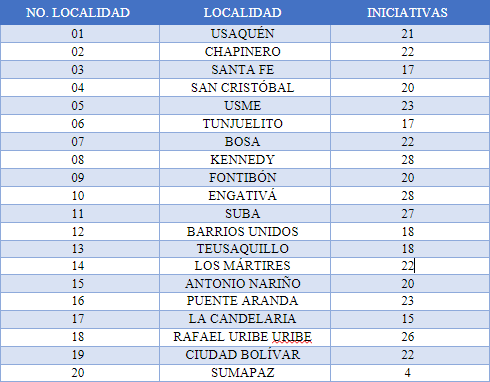 NO. LOCALIDAD LOCALIDAD INICIATIVAS
01 USAQUÉN 21
02 CHAPINERO 22
03 SANTA FE 17
04 SAN CRISTÓBAL 20
05 USME 23
06 TUNJUELITO 17
07 BOSA 22
08 KENNEDY 28
09 FONTIBÓN 20
10 ENGATIVÁ 28
11 SUBA 27
12 BARRIOS UNIDOS 18
13 TEUSAQUILLO 18
14 LOS MÁRTIRES 22
15 ANTONIO NARIÑO 20
16 PUENTE ARANDA 23
17 LA CANDELARIA 15
18 RAFAEL URIBE URIBE 26
19 CIUDAD BOLÍVAR 22
20 SUMAPAZ 4